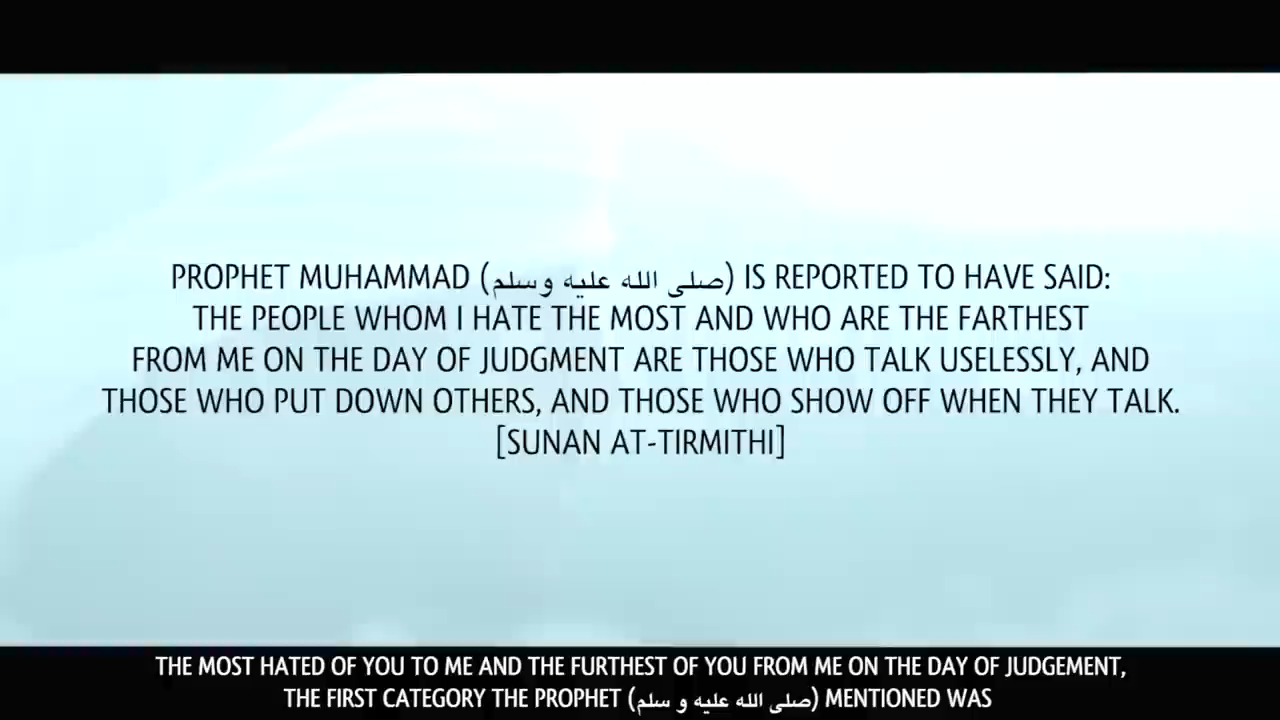 PROPHET MUHAMMAD (صلى الله عليه وسلم) IS REPORTED TO HAVE SAID:
THE PEOPLE WHOM I HATE THE MOST AND WHO ARE THE FARTHEST
FROM ME ON THE DAY OF JUDGMENT ARE THOSE WHO TALK USELESSLY, AND
THOSE WHO PUT DOWN OTHERS, AND THOSE WHO SHOW OFF WHEN THEY TALK.
[SUNAN AT-TIRMITHI]
THE MOST HATED OF YOU TO ME AND THE FURTHEST OF YOU FROM ME ON THE DAY OF JUDGEMENT,
THE FIRST CATEGORY THE PROPHET (صلى الله عليه و سلم) MENTIONED WAS